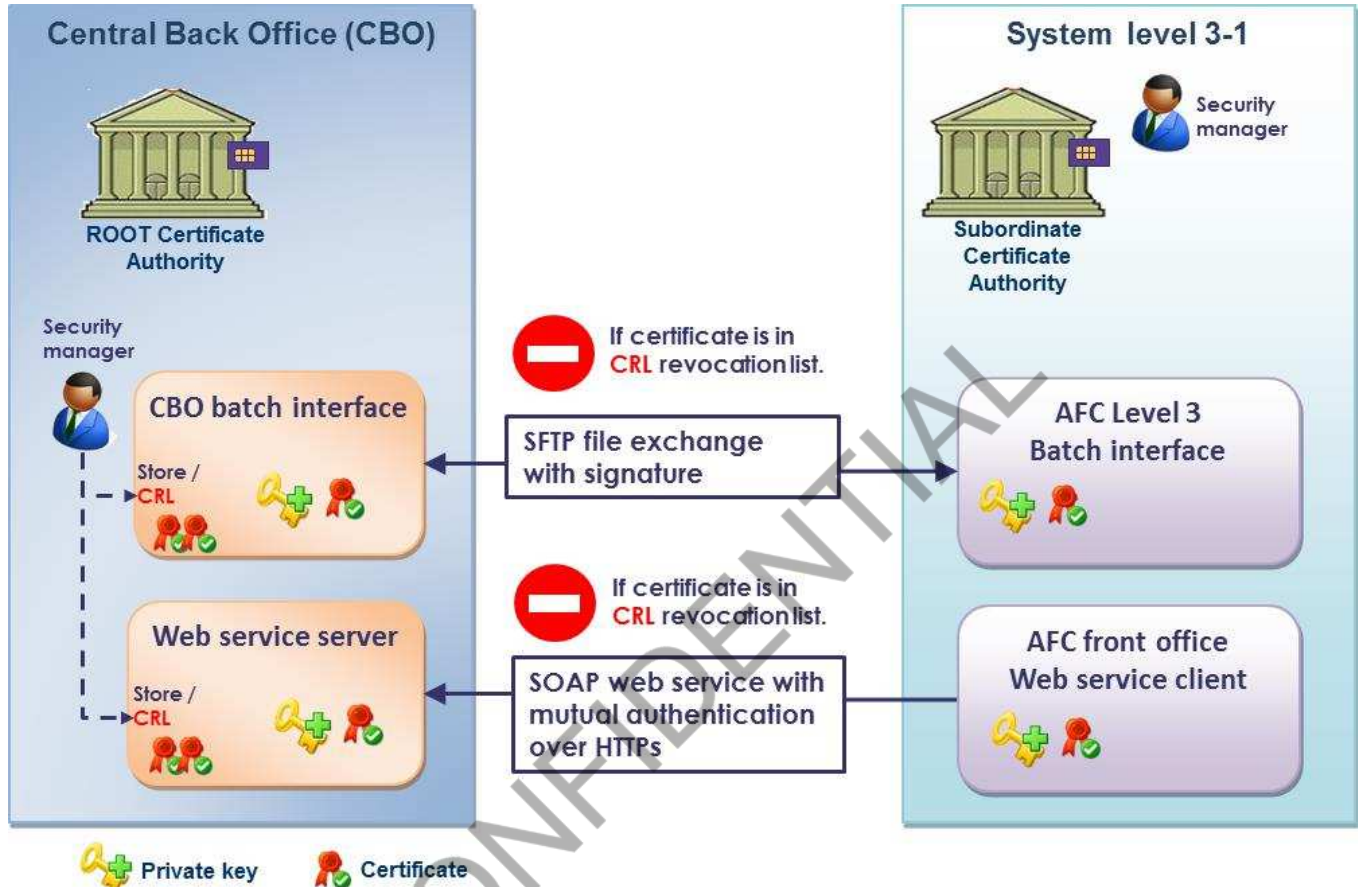 Central Back Office (CBO)
ROOT Certificate
Authority
Security
manager
CBO batch interface
Store /
CRL
Web service server
Store /
CRL
If certificate is in
CRL revocation list.
SFTP file exchange
with signature
If certificate is in
CRL revocation list.
SOAP web service with
mutual authentication
over HTTPs
System level 3-1
Security
manager
Subordinate
Certificate
Authority
AFC Level 3
Batch interface
AFC front office
Web service client
Private key
Certificate
ONFIDENTIAL